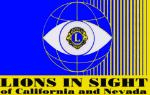 L
LIONS IN SIGHT
of California and Nevada